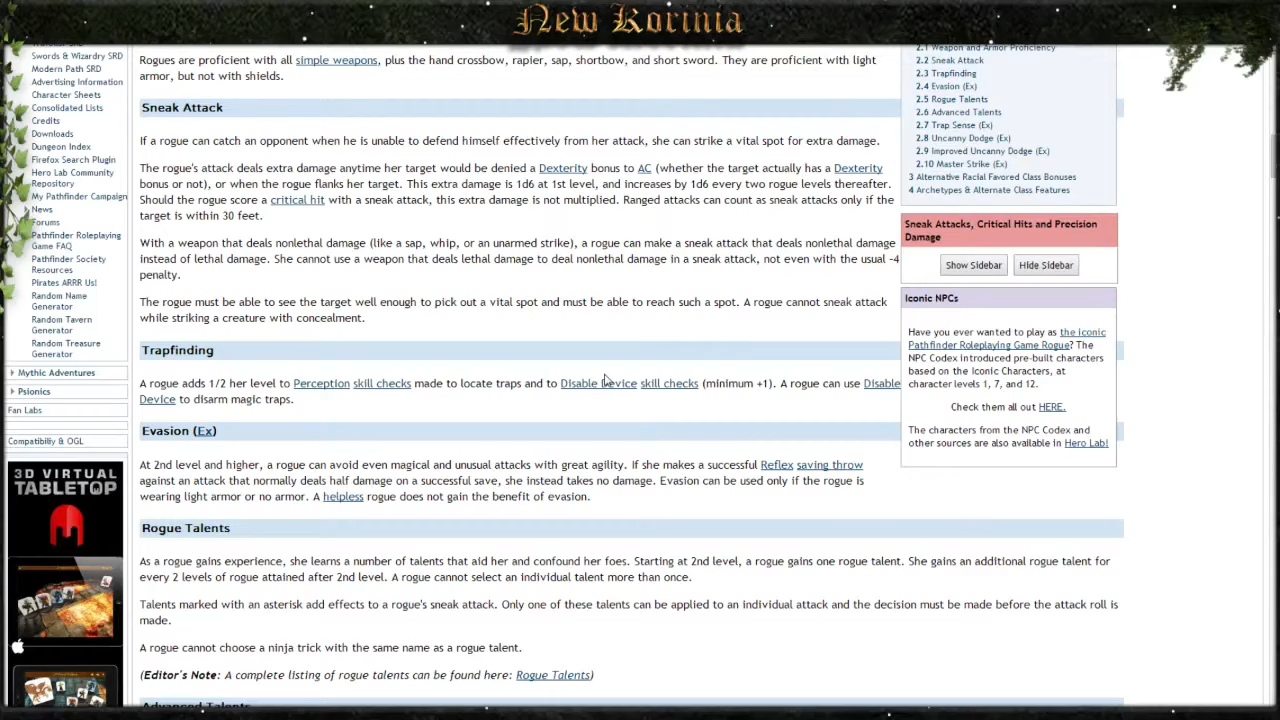 New Korinia
Swords & Wizardry SRD
Modern Path SRD
Advertising Information
Character Sheets
Consolidated Lists
Credits
Downloads
Dungeon Index
Firefox Search Plugin
Hero Lab Community
Repository
My Pathfinder Campaign
News
Forums
Pathfinder Roleplaying
Game FAQ
Pathfinder Society
Resources
Pirates ARRR Us!
Random Name
Generator
Random Tavern
Generator
Random Treasure
Generator
Mythic Adventures
Psionics
Fan Labs
Compatibiliy & OGL
3D VIRTUAL
TABLETOP
Rogues are proficient with all simple weapons, plus the hand crossbow, rapier, sap, shortbow, and short sword. They are proficient with light
armor, but not with shields.
Sneak Attack
If a rogue can catch an opponent when he is unable to defend himself effectively from her attack, she can strike a vital spot for extra damage.
The rogue's attack deals extra damage anytime her target would be denied a Dexterity bonus to AC (whether the target actually has a Dexterity
bonus or not), or when the rogue flanks her target. This extra damage is 1d6 at 1st level, and increases by 1d6 every two rogue levels thereafter.
Should the rogue score a critical hit with a sneak attack, this extra damage is not multiplied. Ranged attacks can count as sneak attacks only if the
target is within 30 feet.
With a weapon that deals nonlethal damage (like a sap, whip, or an unarmed strike), a rogue can make a sneak attack that deals nonlethal damage
instead of lethal damage. She cannot use a weapon that deals lethal damage to deal nonlethal damage in a sneak attack, not even with the usual –4
penalty.
The rogue must be able to see the target well enough to pick out a vital spot and must be able to reach such a spot. A rogue cannot sneak attack
while striking a creature with concealment.
Trapfinding
A rogue adds 1/2 her level to Perception skill checks made to locate traps and to Disable Device skill checks (minimum +1). A rogue can use Disable
Device to disarm magic traps.
Evasion (Ex)
At 2nd level and higher, a rogue can avoid even magical and unusual attacks with great agility. If she makes a successful Reflex saving throw
against an attack that normally deals half damage on a successful save, she instead takes no damage. Evasion can be used only if the rogue is
wearing light armor or no armor. A helpless rogue does not gain the benefit of evasion.
Rogue Talents
As a rogue gains experience, she learns a number of talents that aid her and confound her foes. Starting at 2nd level, a rogue gains one rogue talent. She gains an additional rogue talent for
every 2 levels of rogue attained after 2nd level. A rogue cannot select an individual talent more than once.
Talents marked with an asterisk add effects to a rogue's sneak attack. Only one of these talents can be applied to an individual attack and the decision must be made before the attack roll is
made.
A rogue cannot choose a ninja trick with the same name as a rogue talent.
(Editor's Note: A complete listing of rogue talents can be found here: Rogue Talents)
Advanced Talents
2.1 Weapon and Armor Proficiency
2.2 Sneak Attack
2.3 Trapfinding
2.4 Evasion (Ex)
2.5 Rogue Talents
2.6 Advanced Talents
2.7 Trap Sense (Ex)
2.8 Uncanny Dodge (Ex)
2.9 Improved Uncanny Dodge (Ex)
2.10 Master Strike (Ex)
3 Alternative Racial Favored Class Bonuses
4 Archetypes & Alternate Class Features
Sneak Attacks, Critical Hits and Precision
Damage
Show Sidebar Hide Sidebar
Iconic NPCs
Have you ever wanted to play as the iconic
Pathfinder Roleplaying Game Rogue? The
NPC Codex introduced pre-built characters
based on the Iconic Characters, at
character levels 1, 7, and 12.
Check them all out HERE.
The characters from the NPC Codex and
other sources are also available in Hero Lab!